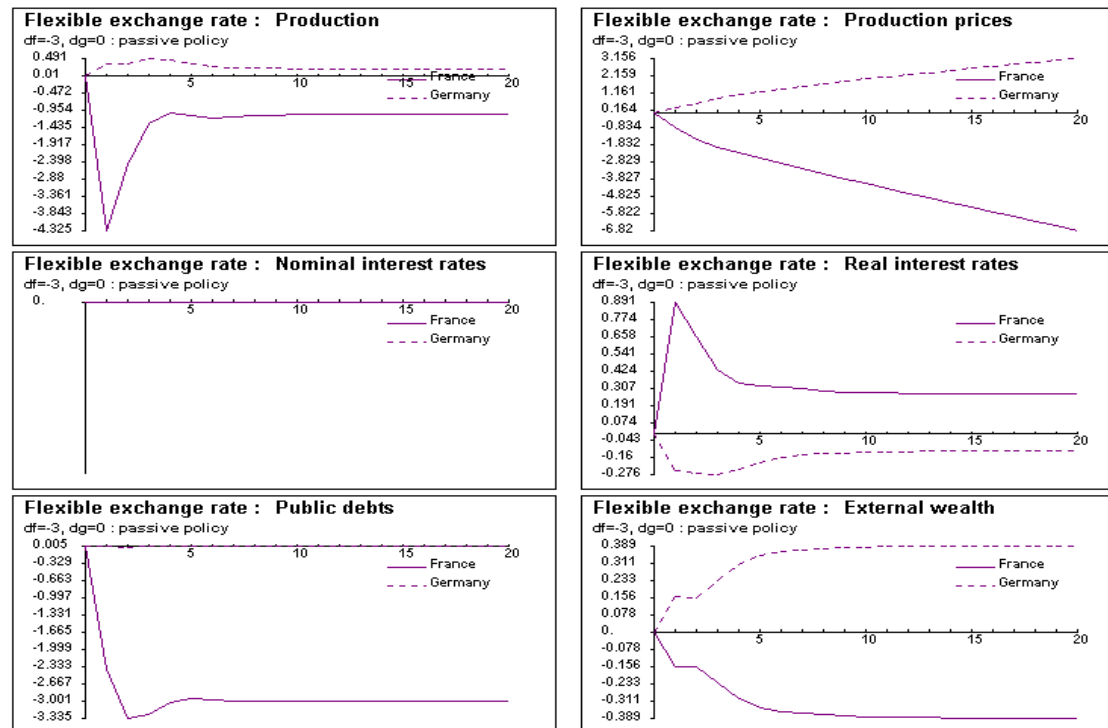 Flexible exchange rate : Production
df=-3, dg=0 : passive policy
0.491
0.01
-0.472
-0.954
-1.435
-1.917
-2.398
-2.88
-3.361
-3.843
-4.325
5 10 15 20
France
Germany
Flexible exchange rate : Production prices
df=-3, dg=0 : passive policy
3.156
2.159
1.161
0.164
-0.834
-1.832
-2.829
-3.827
-4.825
-5.822
-6.82
5 10 15 20
France
Germany
Flexible exchange rate : Nominal interest rates
df=-3, dg=0 : passive policy
0.
5 10 15 20
France
Germany
Flexible exchange rate : Real interest rates
df=-3, dg=0 : passive policy
0.891
0.774
0.658
0.541
0.424
0.307
0.191
0.074
-0.043
-0.16
-0.276
5 10 15 20
France
Germany
Flexible exchange rate : Public debts
df=-3, dg=0 : passive policy
0.005
-0.329
-0.663
-0.997
-1.331
-1.665
-1.999
-2.333
-2.667
-3.001
-3.335
5 10 15 20
France
Germany
Flexible exchange rate : External wealth
df=-3, dg=0 : passive policy
0.389
0.311
0.233
0.156
0.078
0.
-0.078
-0.156
-0.233
-0.311
-0.389
5 10 15 20
France
Germany